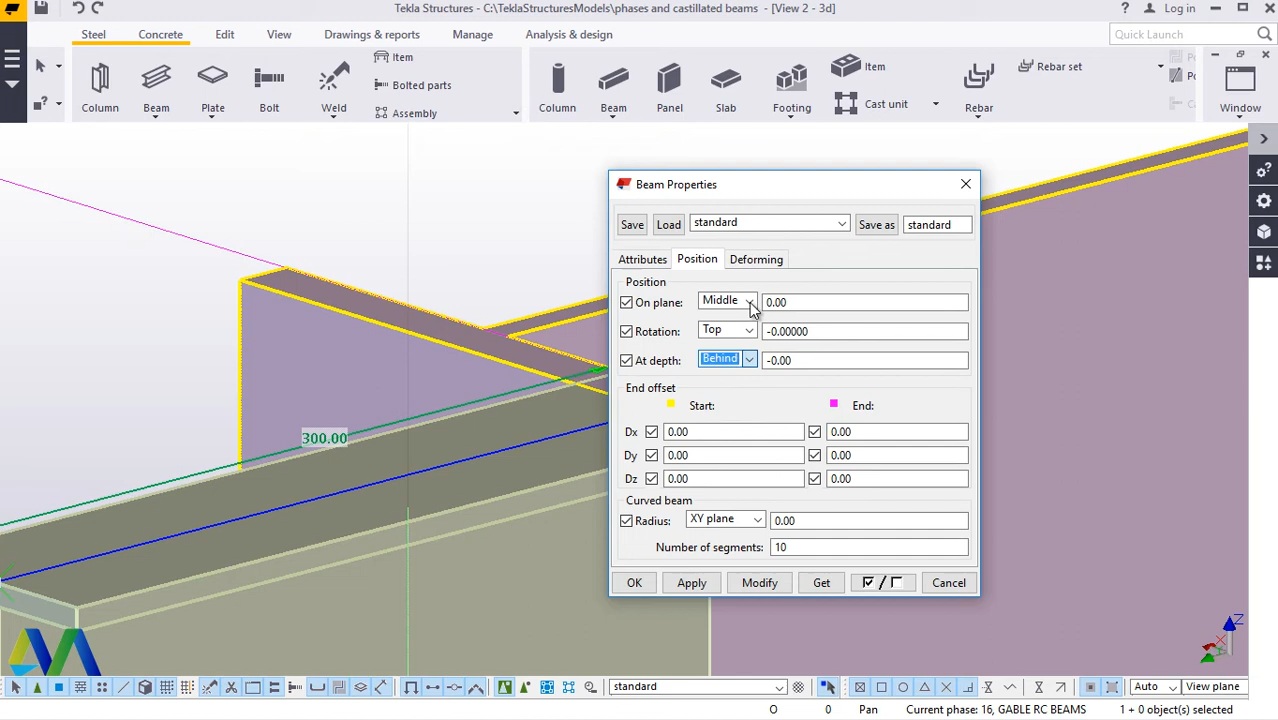 Tekla Structures - C:\TeklaStructuresModels\phases and castillated beams - [View 2 - 3d]
? Log in
Steel Concrete Edit View Drawings & reports Manage Analysis & design Quick Launch
Item
Bolted parts
Assembly
Column Beam Plate Bolt Weld
Item
Cast unit
Column Beam Panel Slab Footing Rebar
Rebar set
Window
Beam Properties
Save Load standard Save as standard
Attributes Position Deforming
Position
On plane: Middle 0.00
Rotation: Top -0.00000
At depth: Behind -0.00
End offset
Start: End:
Dx 0.00 0.00
Dy 0.00 0.00
Dz 0.00 0.00
Curved beam
Radius: XY plane 0.00
Number of segments: 10
OK Apply Modify Get / Cancel
300.00
Z
standard Auto View plane
O 0 Pan Current phase: 16, GABLE RC BEAMS 1 + 0 object(s) selected